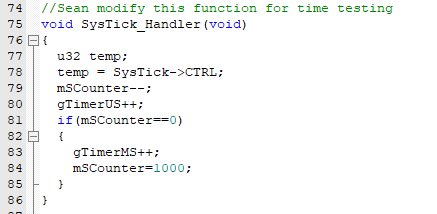 74 //Sean modify this function for time testing
75 void SysTick_Handler(void)
76 {
77 u32 temp;
78 temp = SysTick->CTRL;
79 mSCounter--;
80 gTimerUS++;
81 if(mSCounter==0)
82 {
83 gTimerMS++;
84 mSCounter=1000;
85 }
86 }